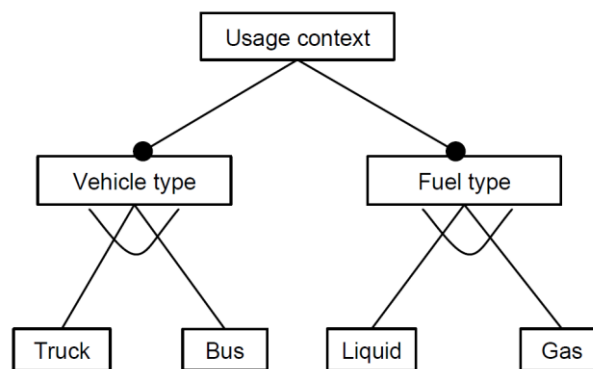 Usage context
Vehicle type
Fuel type
Truck
Bus
Liquid
Gas